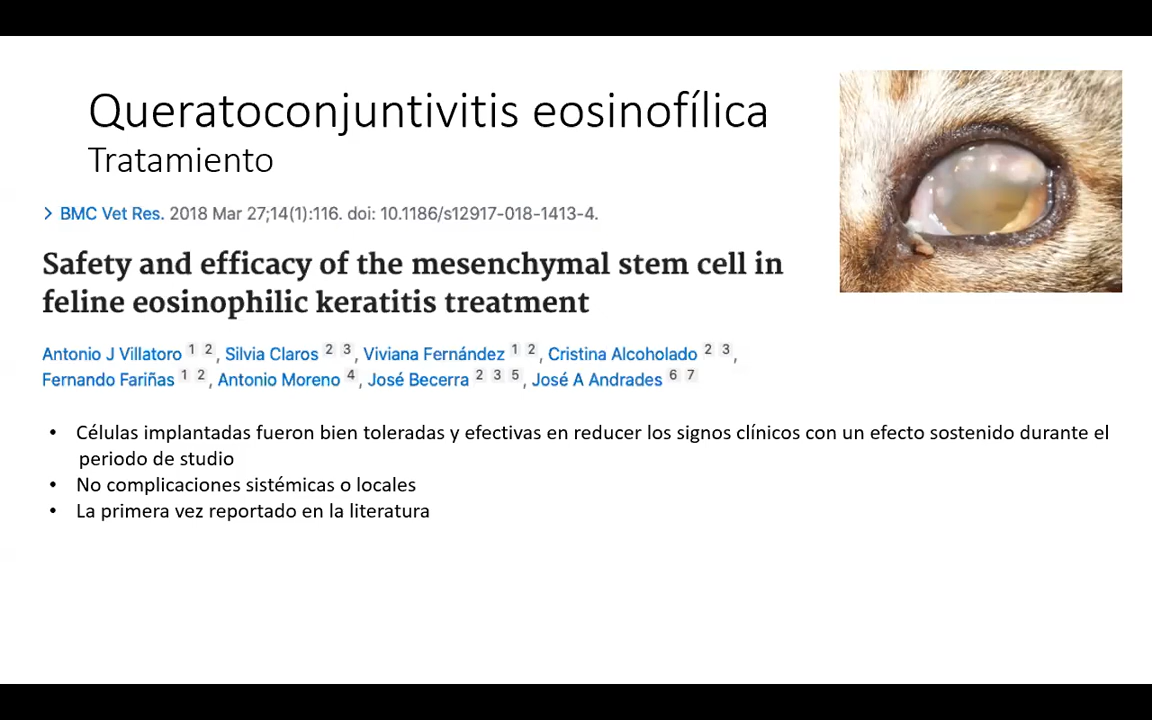 Queratoconjuntivitis eosinofílica
Tratamiento
> BMC Vet Res. 2018 Mar 27;14(1):116. doi: 10.1186/s12917-018-1413-4.
Safety and efficacy of the mesenchymal stem cell in
feline eosinophilic keratitis treatment
Antonio J Villatoro 1 2, Silvia Claros 2 3, Viviana Fernández 1 2, Cristina Alcoholado 2 3,
Fernando Fariñas 1 2, Antonio Moreno 4, José Becerra 2 3 5, José A Andrades 6 7
• Células implantadas fueron bien toleradas y efectivas en reducer los signos clínicos con un efecto sostenido durante el
periodo de studio
• No complicaciones sistémicas o locales
• La primera vez reportado en la literatura